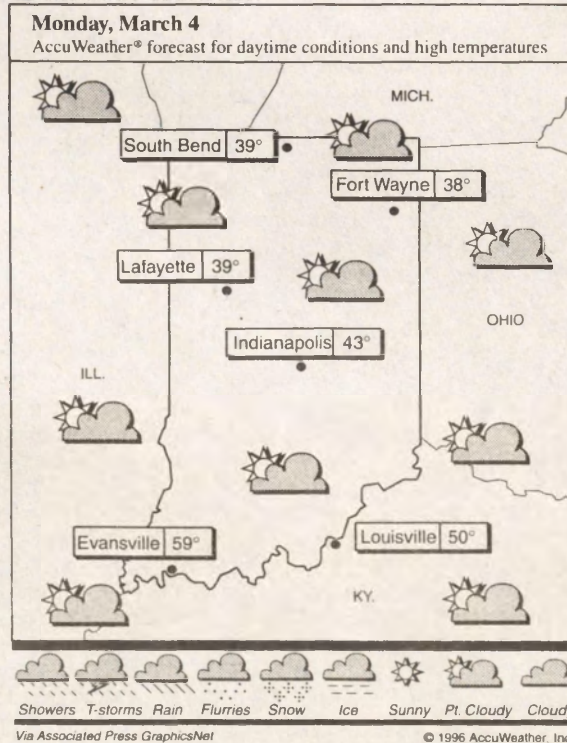 Monday, March 4
AccuWeather® forecast for daytime conditions and high temperatures
MICH.
South Bend 39°
Fort Wayne 38°
Lafayette 39°
OHIO
Indianapolis 43°
ILL.
Evansville 59°
Louisville 50°
KY.
Showers T-storms Rain Flurries Snow Ice Sunny Pt. Cloudy Cloud
Via Associated Press GraphicsNet © 1996 AccuWeather, Inc